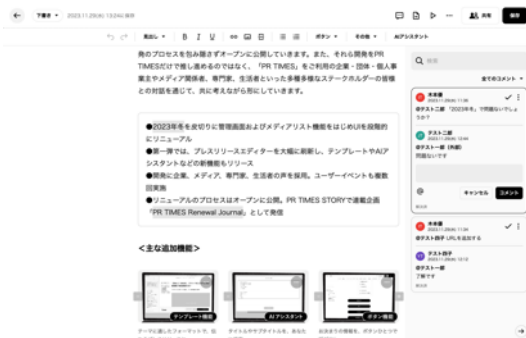 下書き 2023.11.29(水) 13:24に保存
共有 保存
見出し B I U ボタン その他 AIアシスタント
発のプロセスを包み隠さずオープンに公開していきます。また、それら開発をPR
TIMESだけで推し進めるのではなく、「PR TIMES」をご利用の企業・団体・個人事
業主やメディア関係者、専門家、生活者といった多種多様なステークホルダーの皆様
との対話を通じて、共に考えながら形にしていきます。
●2023年冬を皮切りに管理画面およびメディアリスト機能をはじめUIを段階的
にリニューアル
●第一弾では、プレスリリースエディターを大幅に刷新し、テンプレートやAIア
シスタントなどの新機能もリリース
●開発に企業、メディア、専門家、生活者の声を採用。ユーザーイベントも複数
回実施
●リニューアルのプロセスはオープンに公開。PR TIMES STORYで連載企画
「PR TIMES Renewal Journal」として発信
<主な追加機能>
テンプレート機能
AIアシスタント
ボタン機能
検索
全てのコメント
木本優
2023.11.29(水) 11:38
@テスト二郎 「2023年冬」で問題ないでしょ
うか？
テスト二郎
@テスト一郎 (外部)
問題ないです
@ キャンセル コメント
木本優
@テスト四子 URLを追加する
テスト四子
@テスト一郎
了解です